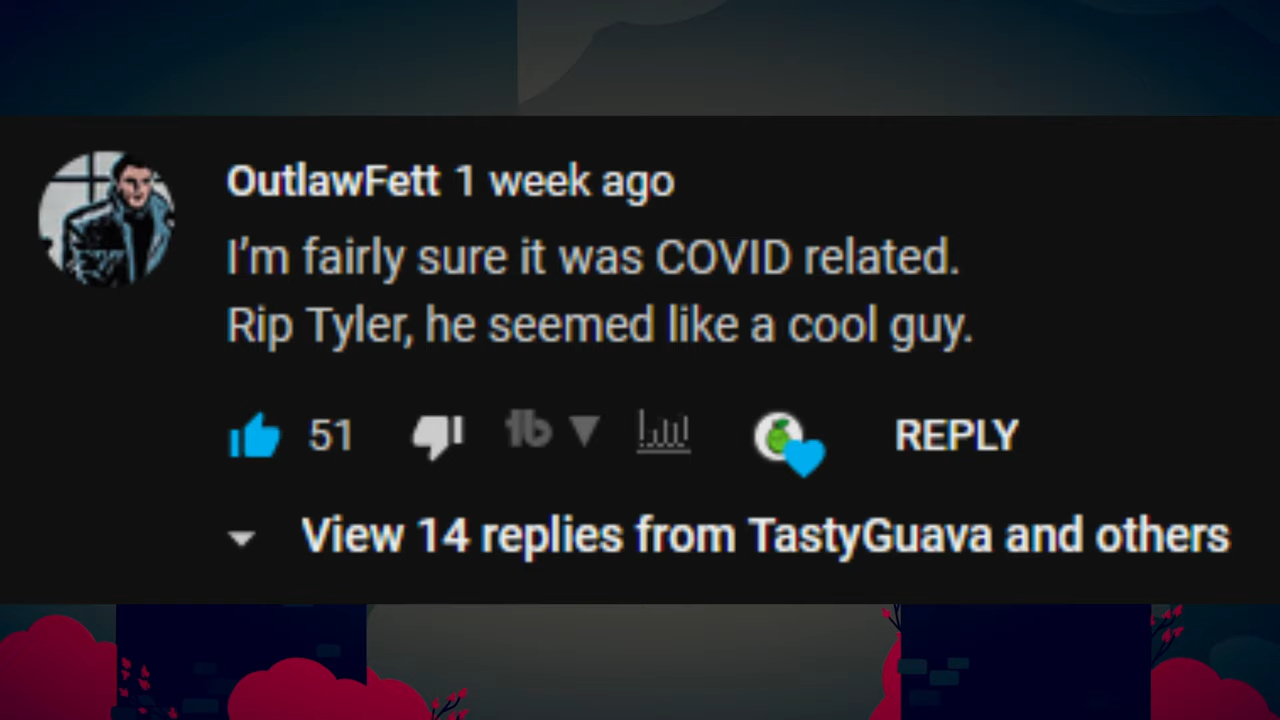 OutlawFett 1 week ago
I'm fairly sure it was COVID related.
Rip Tyler, he seemed like a cool guy.
51 tb REPLY
View 14 replies from TastyGuava and others